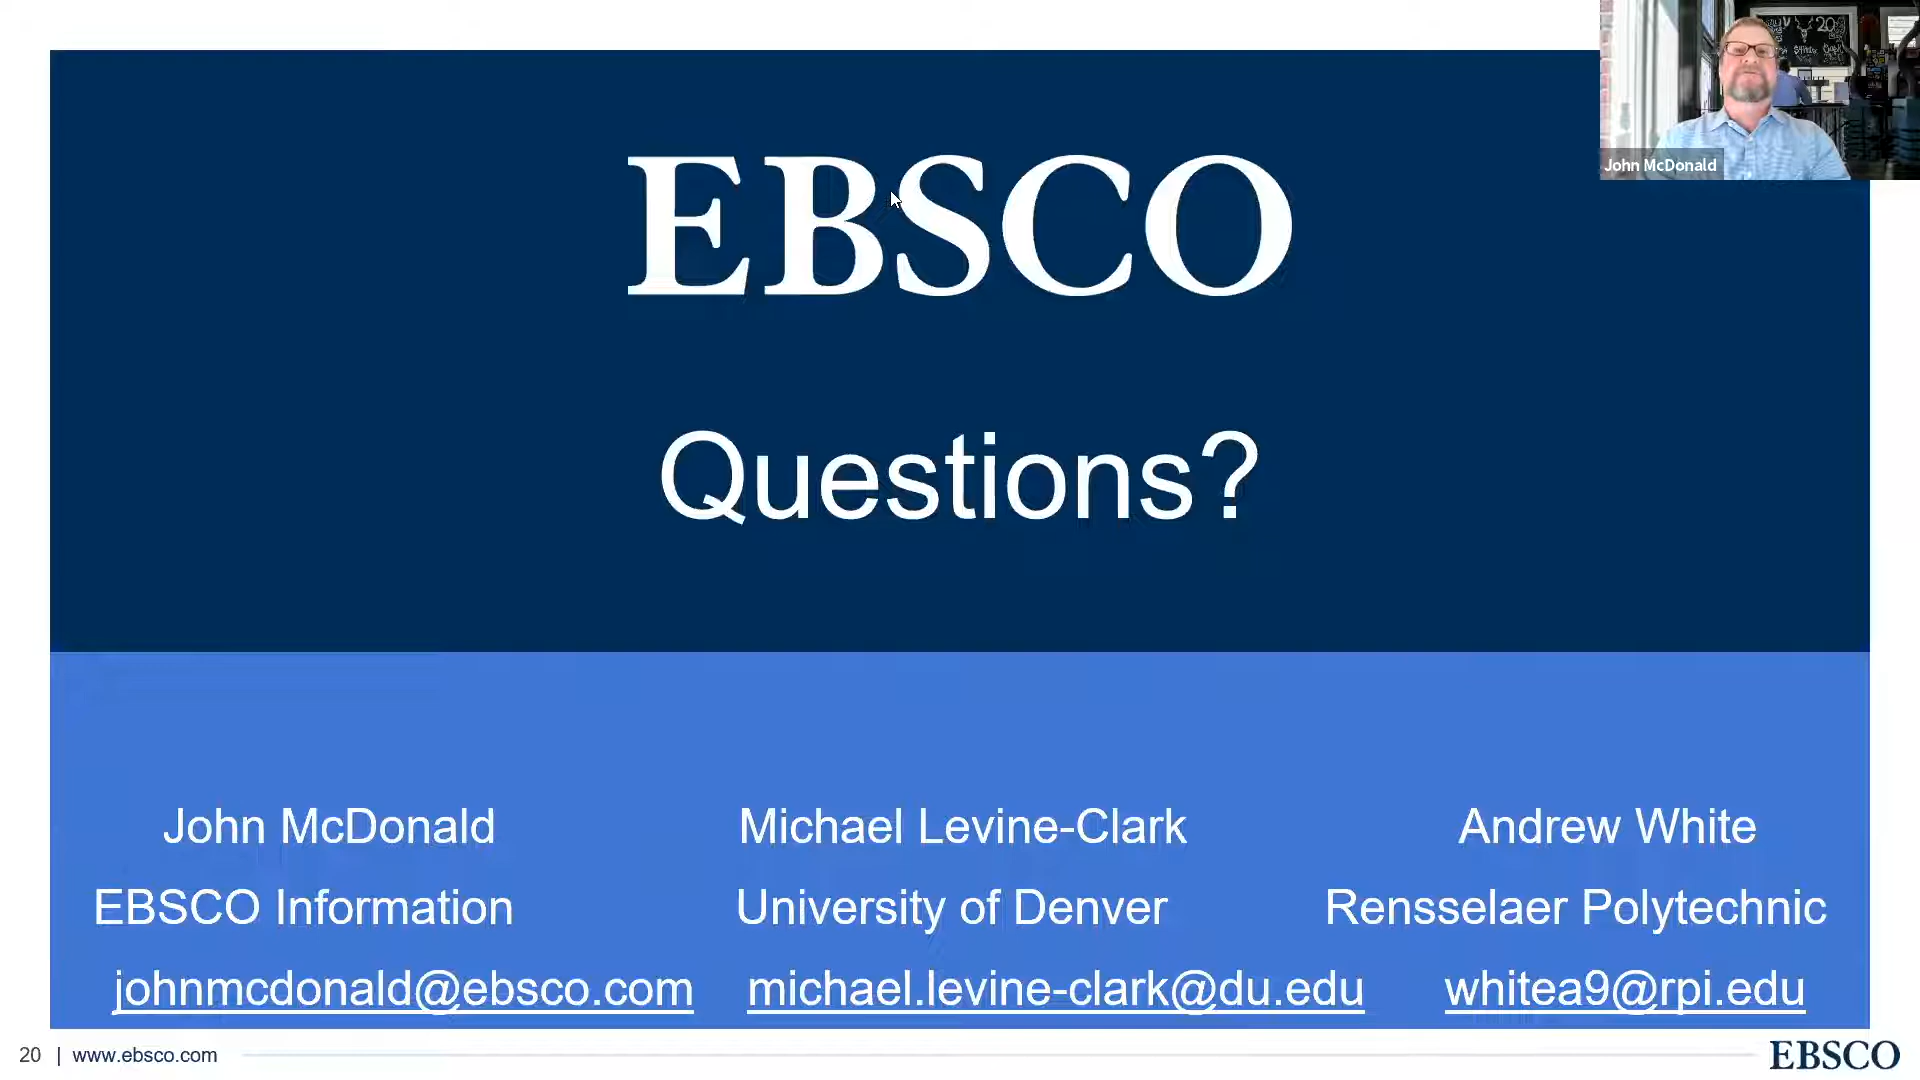 EBSCO
20
John McDonald
Questions?
John McDonald
Michael Levine-Clark
Andrew White
EBSCO Information
University of Denver
Rensselaer Polytechnic
johnmcdonald@ebsco.com
michael.levine-clark@du.edu
whitea9@rpi.edu
20 | www.ebsco.com
EBSCO